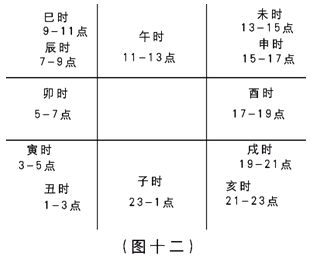 巳时
9-11点
辰时
7-9点
午时
11-13点
未时
13-15点
申时
15-17点
卯时
5-7点
酉时
17-19点
寅时
3-5点
丑时
1-3点
子时
23-1点
戌时
19-21点
亥时
21-23点
(图十二)